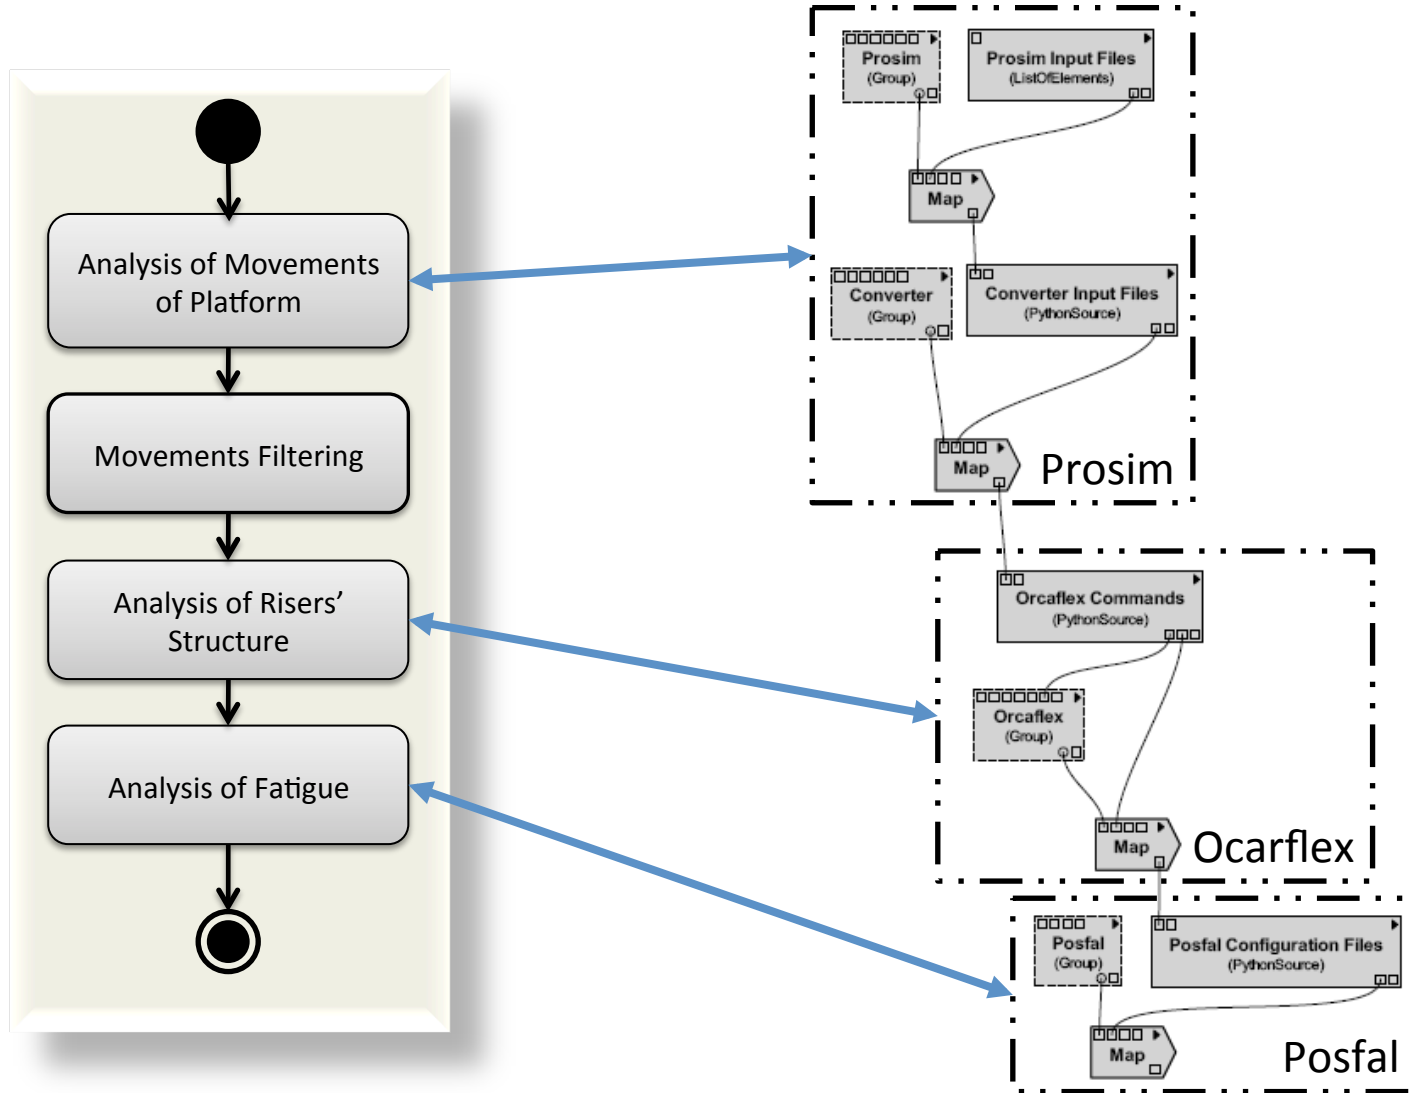 Analysis of Movements
of Platform
Movements Filtering
Analysis of Risers’
Structure
Analysis of Fatigue
Prosim
(Group)
Prosim Input Files
(ListOfElements)
Map
Converter
(Group)
Converter Input Files
(PythonSource)
Map
Prosim
Orcaflex Commands
(PythonSource)
Orcaflex
(Group)
Map
Ocarflex
Posfal
(Group)
Posfal Configuration Files
(PythonSource)
Map
Posfal